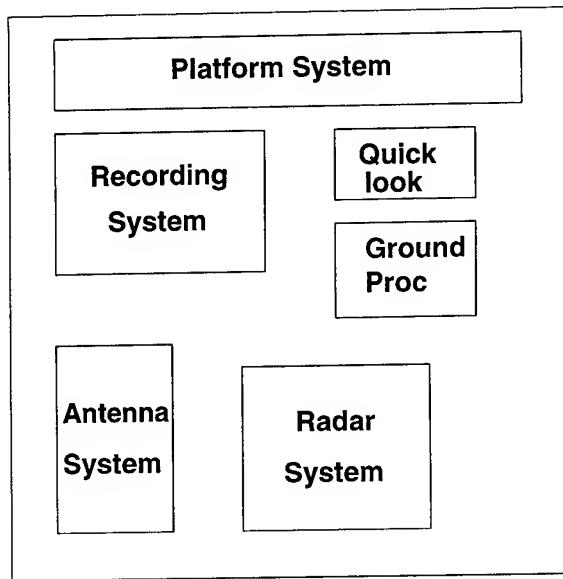 Platform System
Recording
System
Quick
look
Ground
Proc
Antenna
System
Radar
System